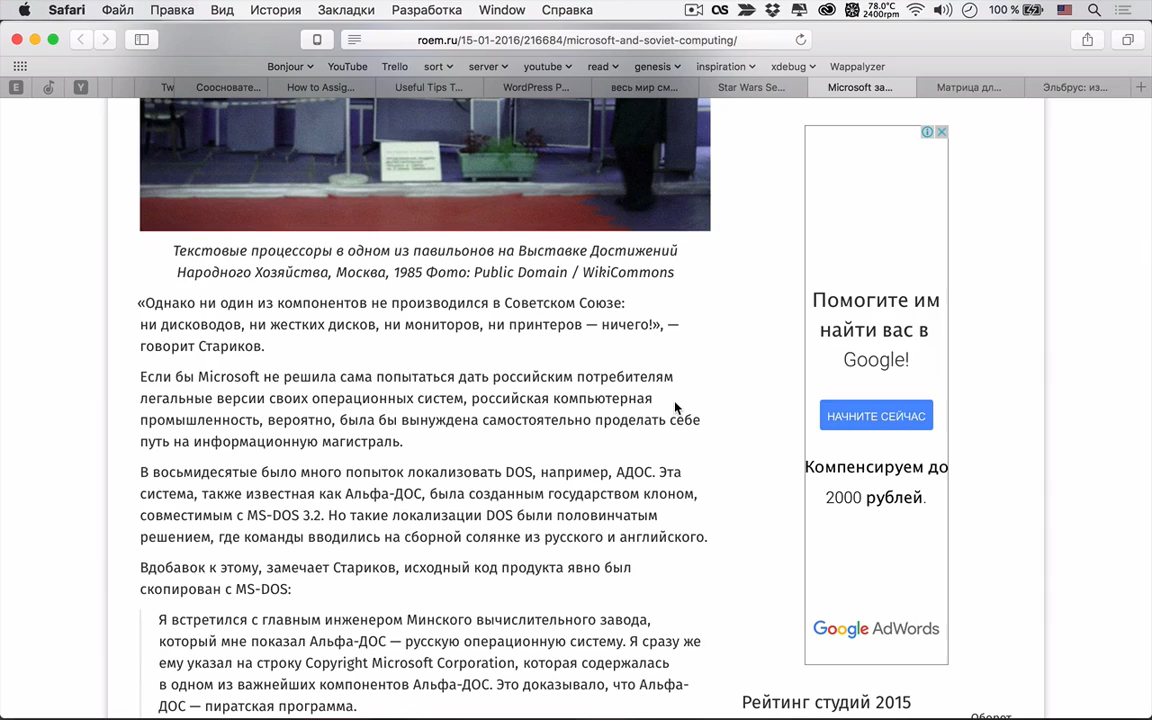 Safari Файл Правка Вид История Закладки Разработка Window Справка 78.0°C 2400rpm 100 %
roem.ru/15-01-2016/216684/microsoft-and-soviet-computing/
Bonjour YouTube Trello sort server youtube read genesis inspiration xdebug Wappalyzer
E Y Tw Соосновате... How to Assig... Useful Tips T... WordPress P... весь мир см... Star Wars Se... Microsoft за... Матрица дл... Эльбрус: из...
Текстовые процессоры в одном из павильонов на Выставке Достижений
Народного Хозяйства, Москва, 1985 Фото: Public Domain / WikiCommons
«Однако ни один из компонентов не производился в Советском Союзе:
ни дисководов, ни жестких дисков, ни мониторов, ни принтеров — ничего!», —
говорит Стариков.
Если бы Microsoft не решила сама попытаться дать российским потребителям
легальные версии своих операционных систем, российская компьютерная
промышленность, вероятно, была бы вынуждена самостоятельно проделать себе
путь на информационную магистраль.
В восьмидесятые было много попыток локализовать DOS, например, АДОС. Эта
система, также известная как Альфа-ДОС, была созданным государством клоном,
совместимым с MS-DOS 3.2. Но такие локализации DOS были половинчатым
решением, где команды вводились на сборной солянке из русского и английского.
Вдобавок к этому, замечает Стариков, исходный код продукта явно был
скопирован с MS-DOS:
Я встретился с главным инженером Минского вычислительного завода,
который мне показал Альфа-ДОС — русскую операционную систему. Я сразу же
ему указал на строку Copyright Microsoft Corporation, которая содержалась
в одном из важнейших компонентов Альфа-ДОС. Это доказывало, что Альфа-
ДОС — пиратская программа.
Помогите им
найти вас в
Google!
НАЧНИТЕ СЕЙЧАС
Компенсируем до
2000 рублей.
Google AdWords
Рейтинг студий 2015
Оборот